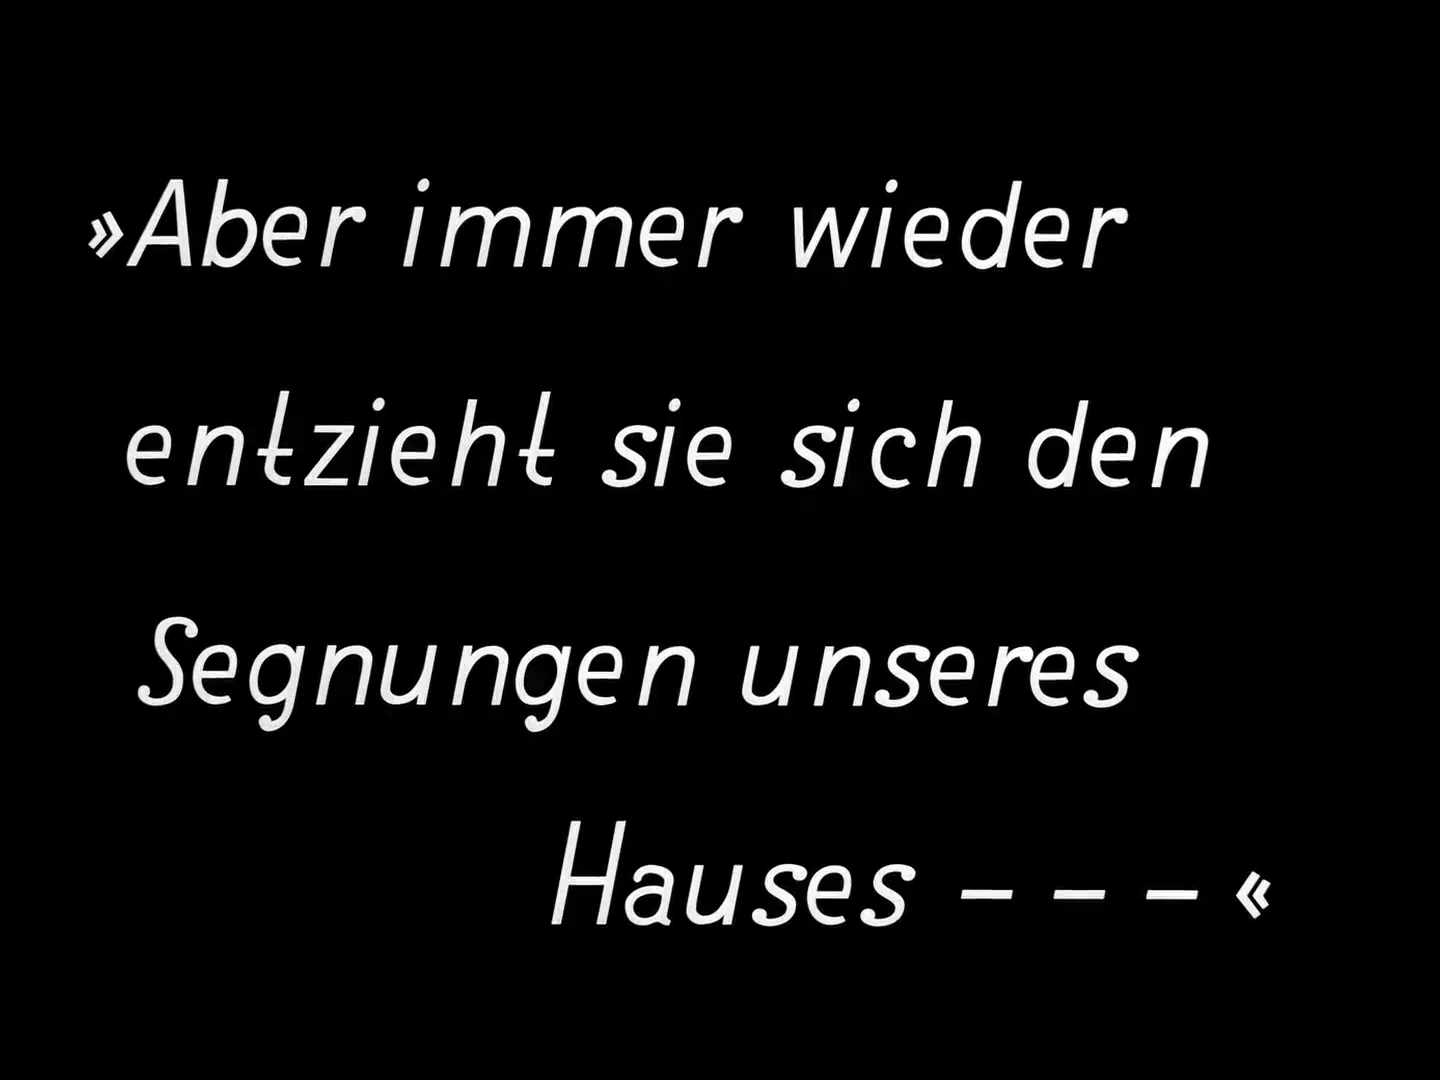 »Aber immer wieder
entzieht sie sich den
Segnungen unseres
Hauses – – – «